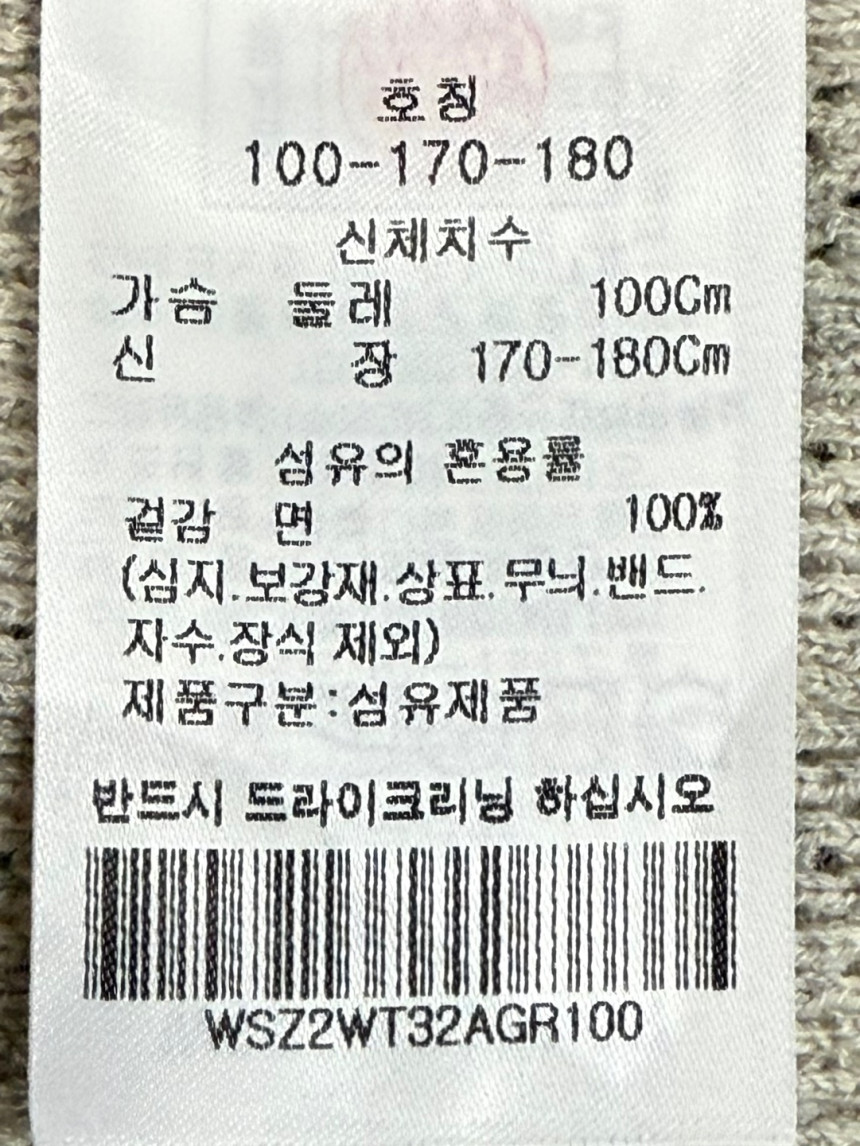 호칭
100-170-180
신체치수
가슴 둘레 100Cm
신 장 170-180Cm
섬유의 혼용률
겉감 면 100%
(심지.보강재.상표.무늬.밴드.
자수.장식 제외)
제품구분:섬유제품
반드시 드라이크리닝 하십시오
WSZ2WT32AGR100